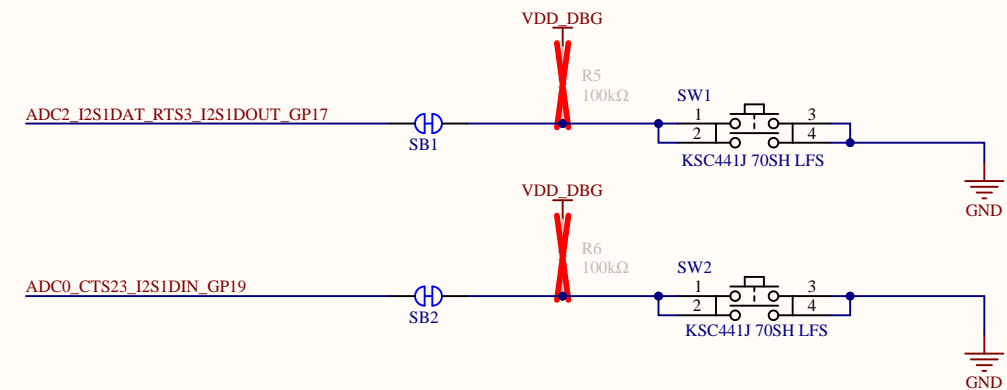 VDD_DBG
R5
100kΩ
ADC2_I2S1DAT_RTS3_I2S1DOUT_GP17
SB1
SW1
1
3
2
4
KSC441J 70SH LFS
GND
VDD_DBG
R6
100kΩ
ADC0_CTS23_I2S1DIN_GP19
SB2
SW2
1
3
2
4
KSC441J 70SH LFS
GND